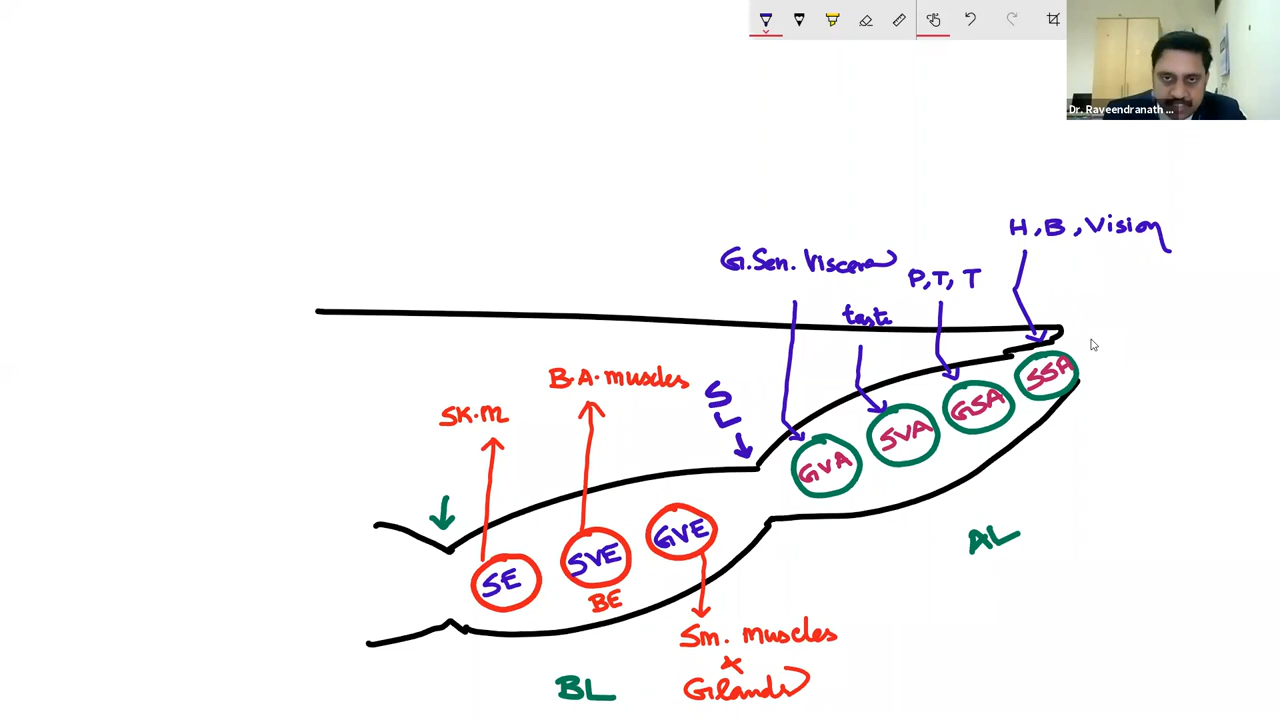 Dr. Raveendranath ...
H, B, Vision
G.Sen. Viscera
P, T, T
taste
SSA
B.A. muscles
GSA
SK.M
SL
SVA
GVA
GVE
SVE
AL
SE
BE
Sm. muscles
&
Glands
BL